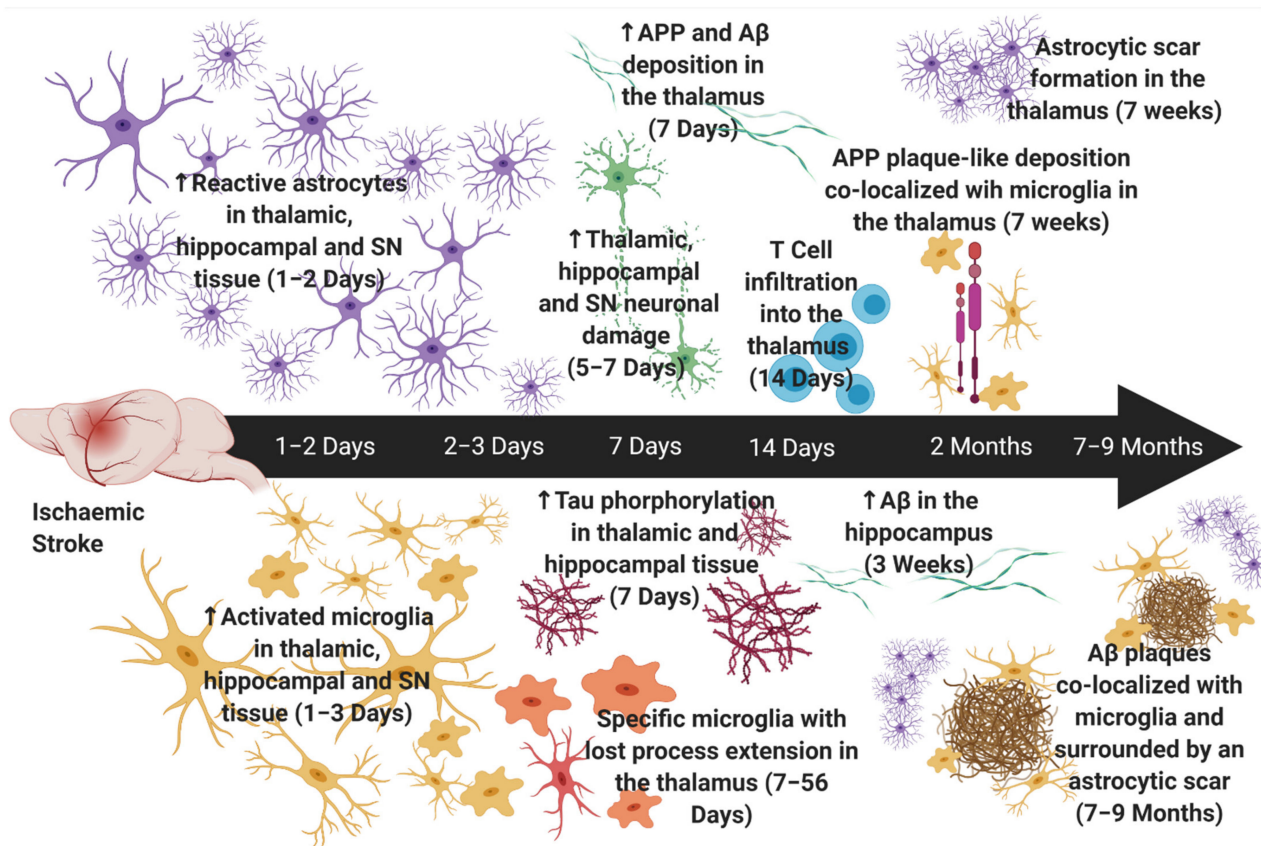 ↑Reactive astrocytes
in thalamic,
hippocampal and SN
tissue (1–2 Days)
↑APP and Aβ
deposition in
the thalamus
(7 Days)
↑Thalamic,
hippocampal
and SN neuronal
damage
(5–7 Days)
T Cell
infiltration
into the
thalamus
(14 Days)
Astrocytic scar
formation in the
thalamus (7 weeks)
APP plaque-like deposition
co-localized wih microglia in
the thalamus (7 weeks)
1–2 Days
2–3 Days
7 Days
14 Days
2 Months
7–9 Months
Ischaemic
Stroke
↑Activated microglia
in thalamic,
hippocampal and SN
tissue (1–3 Days)
↑Tau phorphorylation
in thalamic and
hippocampal tissue
(7 Days)
Specific microglia with
lost process extension in
the thalamus (7–56
Days)
↑Aβ in the
hippocampus
(3 Weeks)
Aβ plaques
co-localized with
microglia and
surrounded by an
astrocytic scar
(7–9 Months)